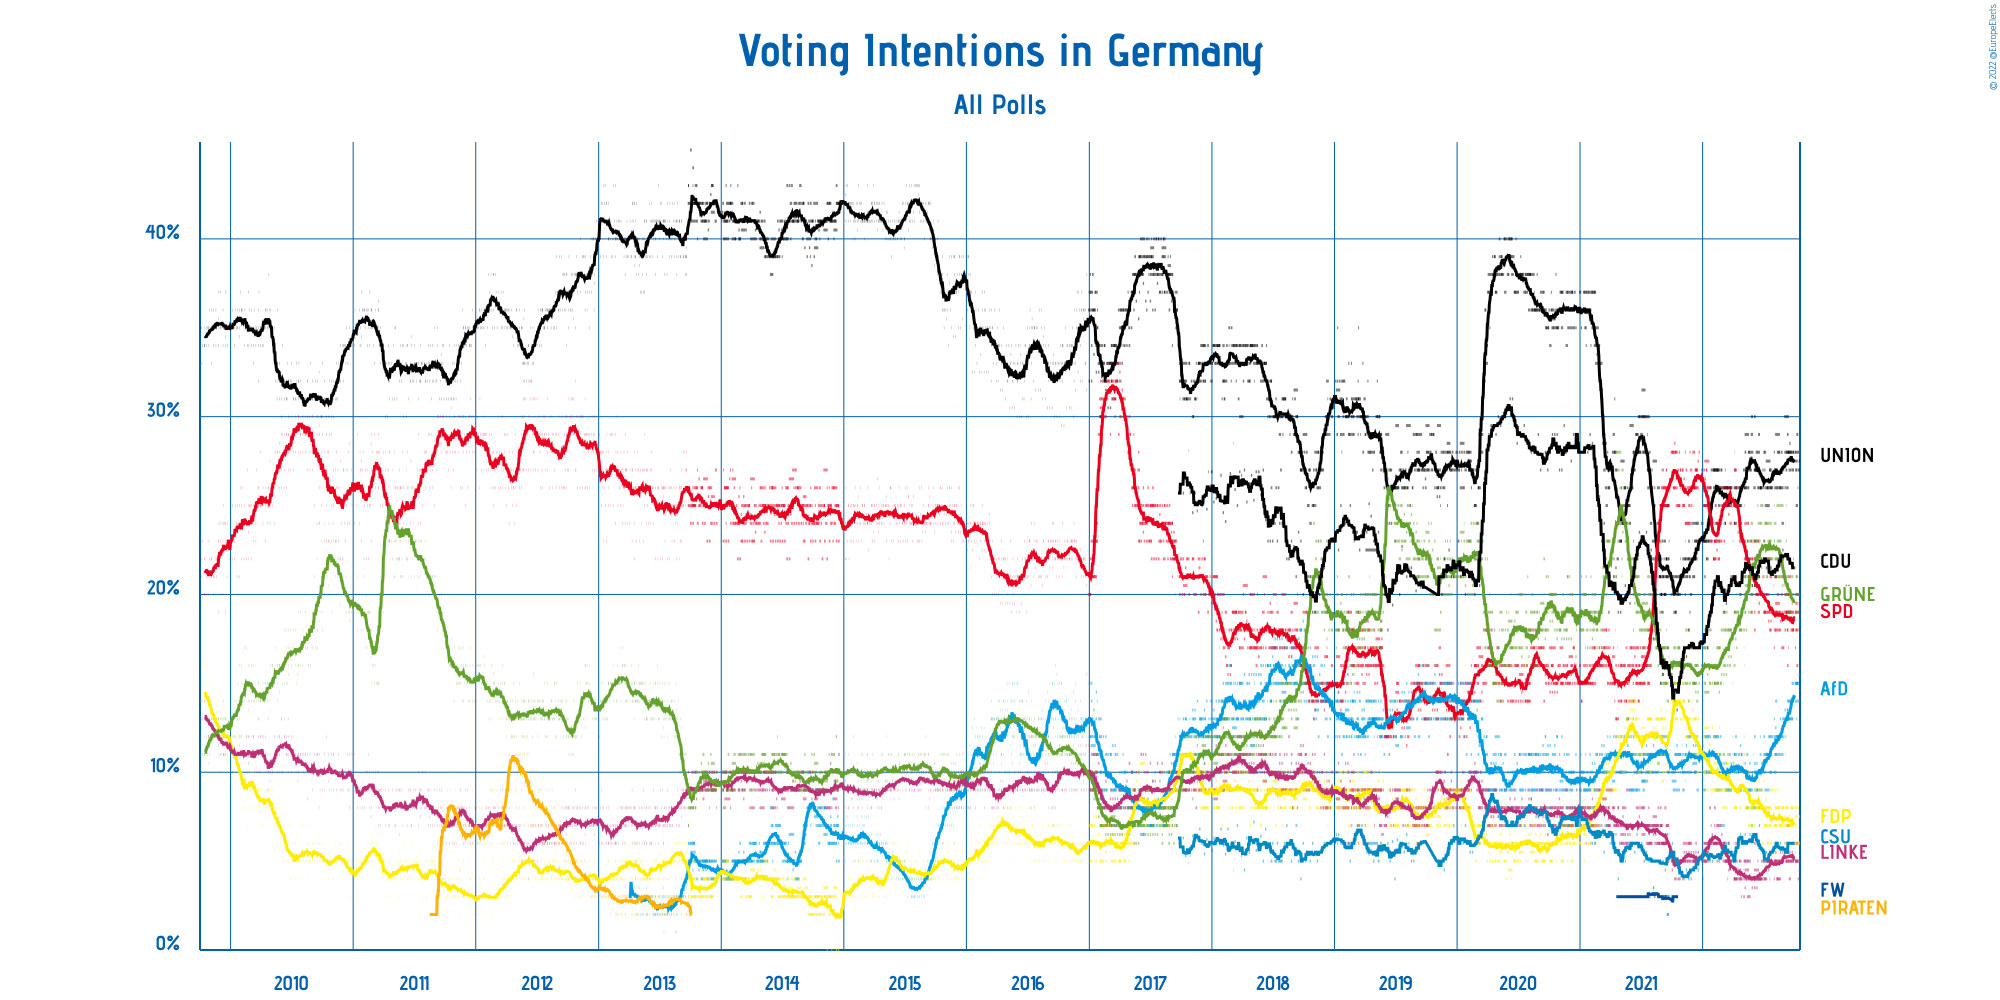 © 2022 @EuropeElects
Voting Intentions in Germany
All Polls
40%
30%
20%
10%
0%
UNION
CDU
GRÜNE
SPD
AfD
FDP
CSU
LINKE
FW
PIRATEN
2010 2011 2012 2013 2014 2015 2016 2017 2018 2019 2020 2021